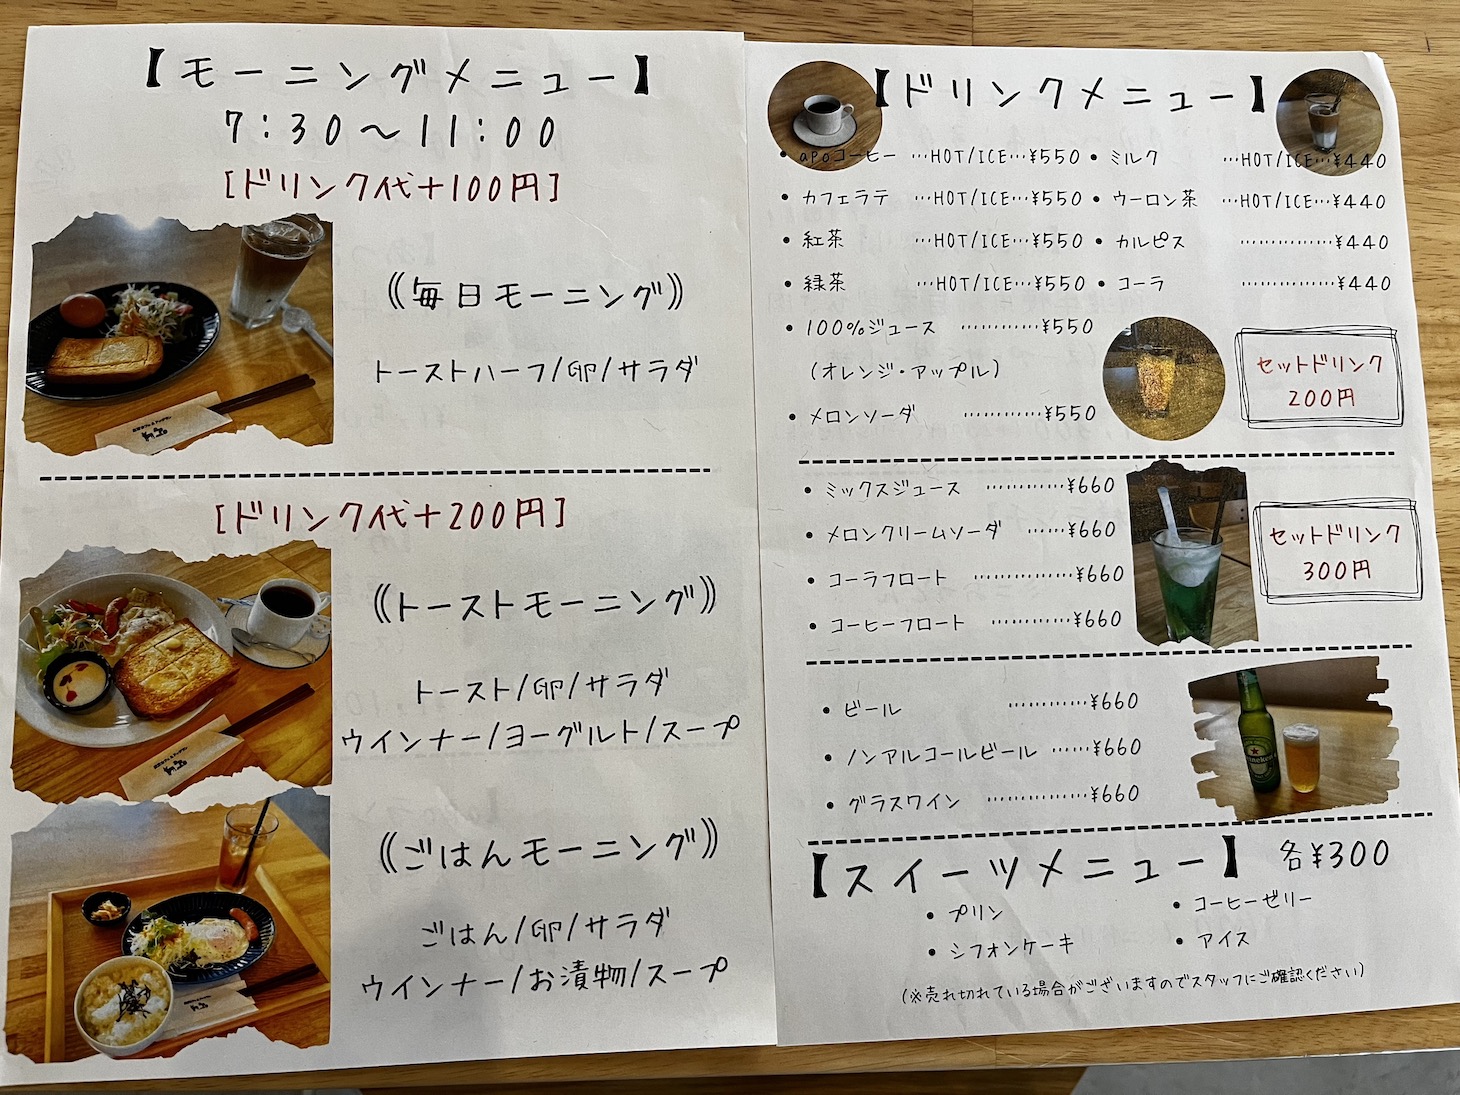 【モーニングメニュー】
7:30～11:00
[ドリンク代+100円]
《毎日モーニング》
トーストハーフ/卵/サラダ
[ドリンク代+200円]
《トーストモーニング》
トースト/卵/サラダ
ウインナー/ヨーグルト/スープ
《ごはんモーニング》
ごはん/卵/サラダ
ウインナー/お漬物/スープ
【ドリンクメニュー】
• apoコーヒー …HOT/ICE…¥550
• カフェラテ …HOT/ICE…¥550
• 紅茶 …HOT/ICE…¥550
• 緑茶 …HOT/ICE…¥550
• 100%ジュース …………¥550
(オレンジ・アップル)
• メロンソーダ …………¥550
• ミルク …HOT/ICE…¥440
• ウーロン茶 …HOT/ICE…¥440
• カルピス ……………¥440
• コーラ ……………¥440
セットドリンク
200円
• ミックスジュース …………¥660
• メロンクリームソーダ ……¥660
• コーラフロート ……………¥660
• コーヒーフロート …………¥660
セットドリンク
300円
• ビール …………¥660
• ノンアルコールビール ……¥660
• グラスワイン ……………¥660
【スイーツメニュー】 各¥300
• プリン
• コーヒーゼリー
• シフォンケーキ
• アイス
(※売れ切れている場合がございますのでスタッフにご確認ください)